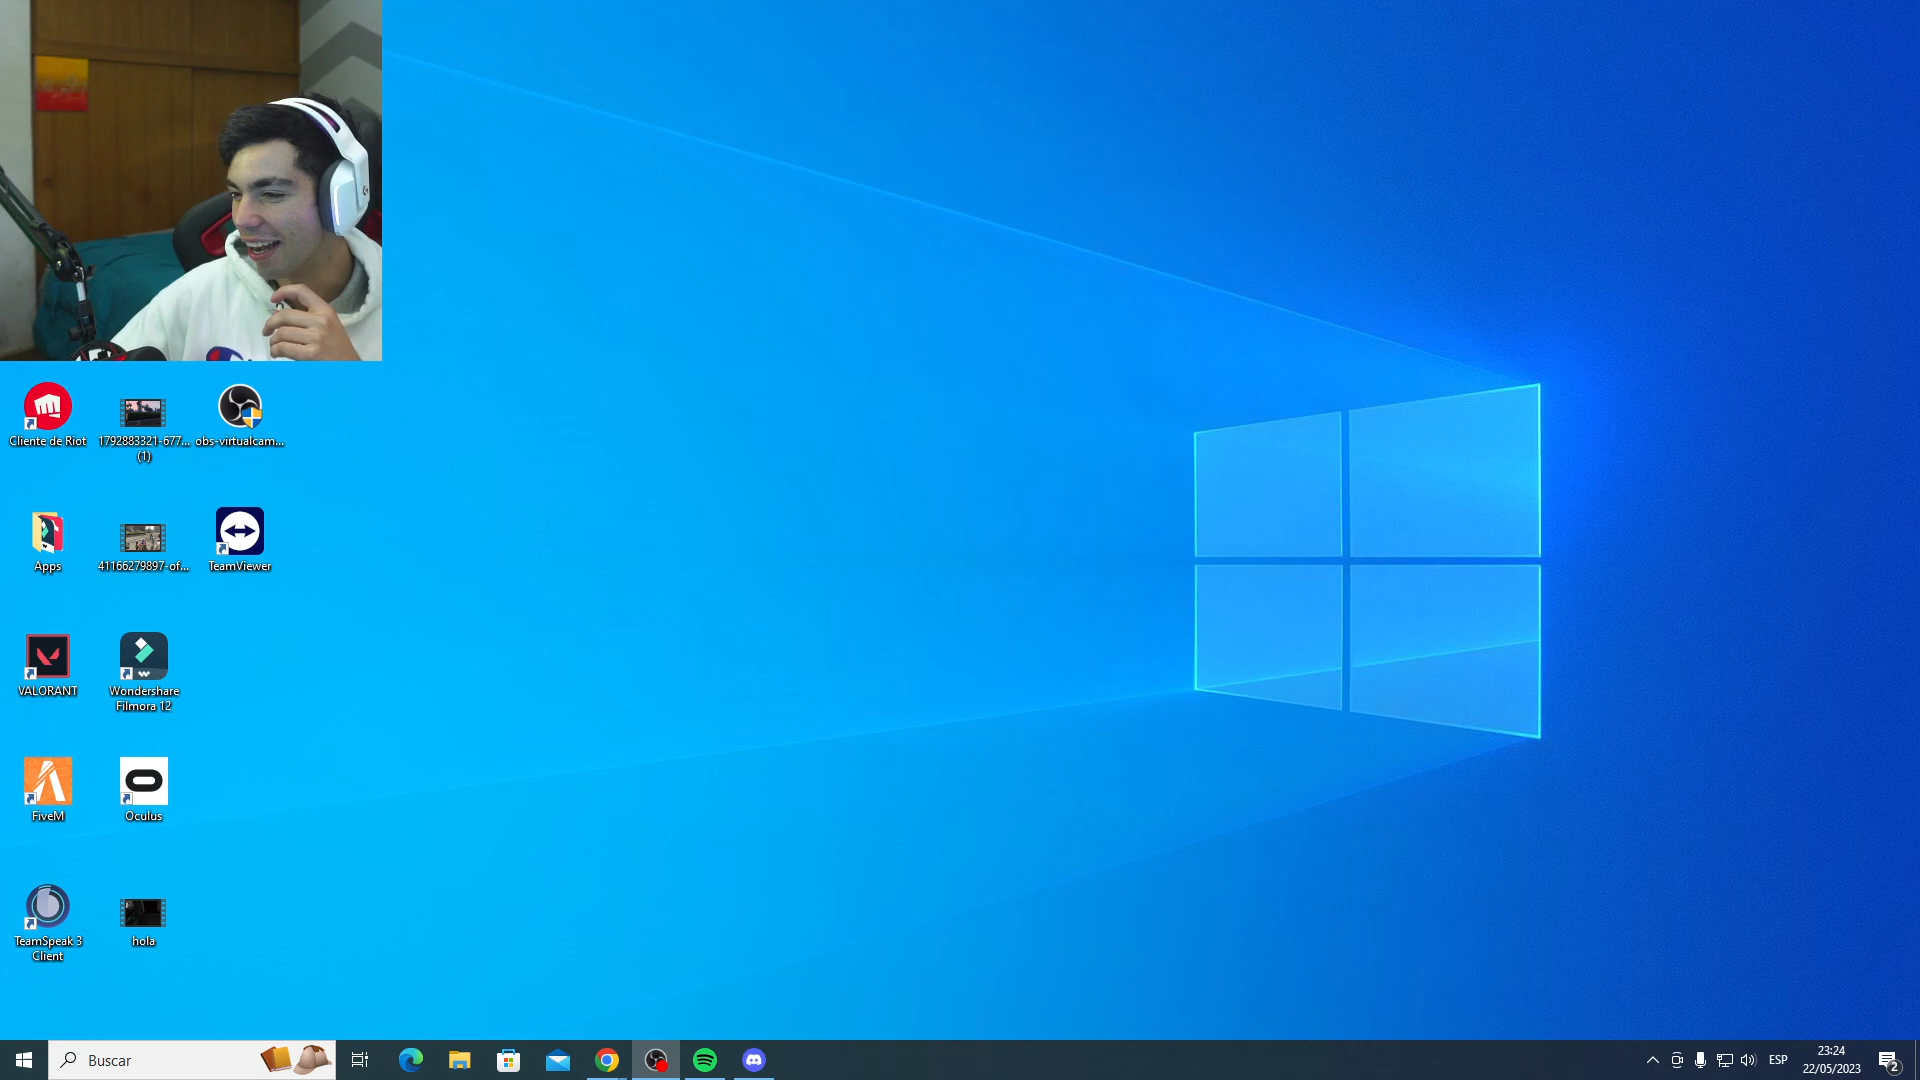 Cliente de Riot
1792883321-677...
(1)
obs-virtualcam...
Apps
41166279897-of...
TeamViewer
VALORANT
Wondershare
Filmora 12
FiveM
Oculus
TeamSpeak 3
Client
hola
Buscar
ESP
23:24
22/05/2023
2